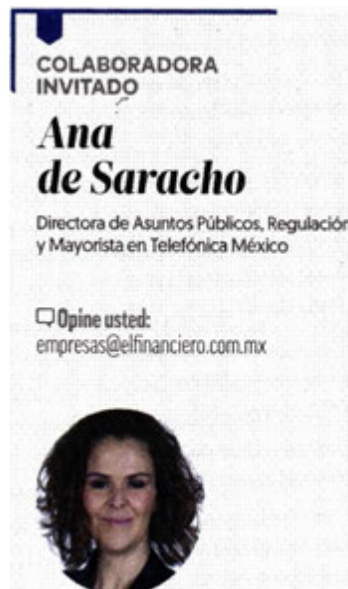 COLABORADORA
INVITADO
Ana
de Saracho
Directora de Asuntos Públicos, Regulación
y Mayorista en Telefónica México
Opine usted:
empresas@elfinanciero.com.mx